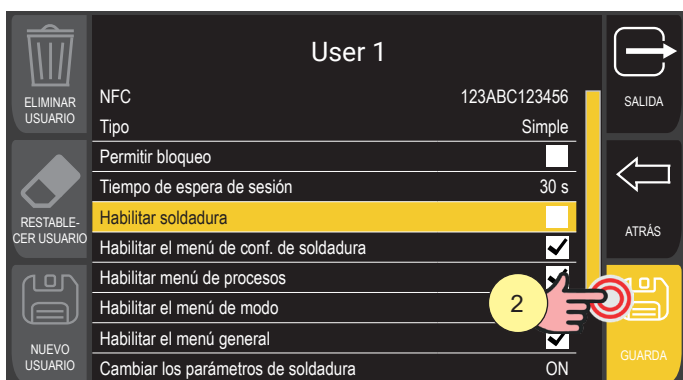 User 1
ELIMINAR
USUARIO
RESTABLE-
CER USUARIO
NUEVO
USUARIO
NFC 123ABC123456
Tipo Simple
Permitir bloqueo
Tiempo de espera de sesión 30 s
Habilitar soldadura
Habilitar el menú de conf. de soldadura
Habilitar menú de procesos
Habilitar el menú de modo
Habilitar el menú general
Cambiar los parámetros de soldadura ON
2
SALIDA
ATRÁS
GUARDA